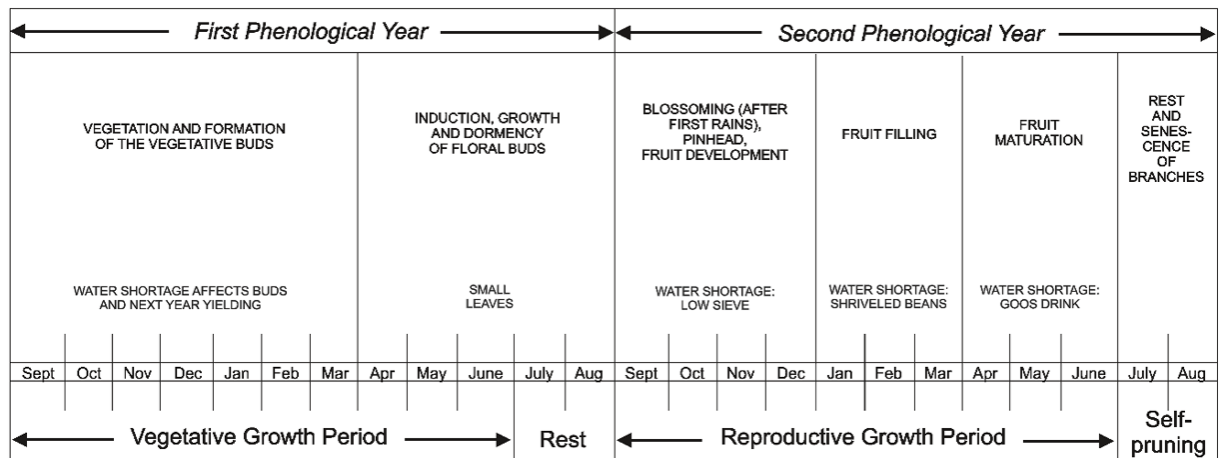 First Phenological Year
Second Phenological Year
VEGETATION AND FORMATION
OF THE VEGETATIVE BUDS
INDUCTION, GROWTH
AND DORMENCY
OF FLORAL BUDS
BLOSSOMING (AFTER
FIRST RAINS),
PINHEAD,
FRUIT DEVELOPMENT
FRUIT FILLING
FRUIT
MATURATION
REST
AND
SENES-
CENCE
OF
BRANCHES
WATER SHORTAGE AFFECTS BUDS
AND NEXT YEAR YIELDING
SMALL
LEAVES
WATER SHORTAGE:
LOW SIEVE
WATER SHORTAGE:
SHRIVELED BEANS
WATER SHORTAGE:
GOOS DRINK
Sept Oct Nov Dec Jan Feb Mar Apr May June July Aug Sept Oct Nov Dec Jan Feb Mar Apr May June July Aug
Vegetative Growth Period
Rest
Reproductive Growth Period
Self-
pruning